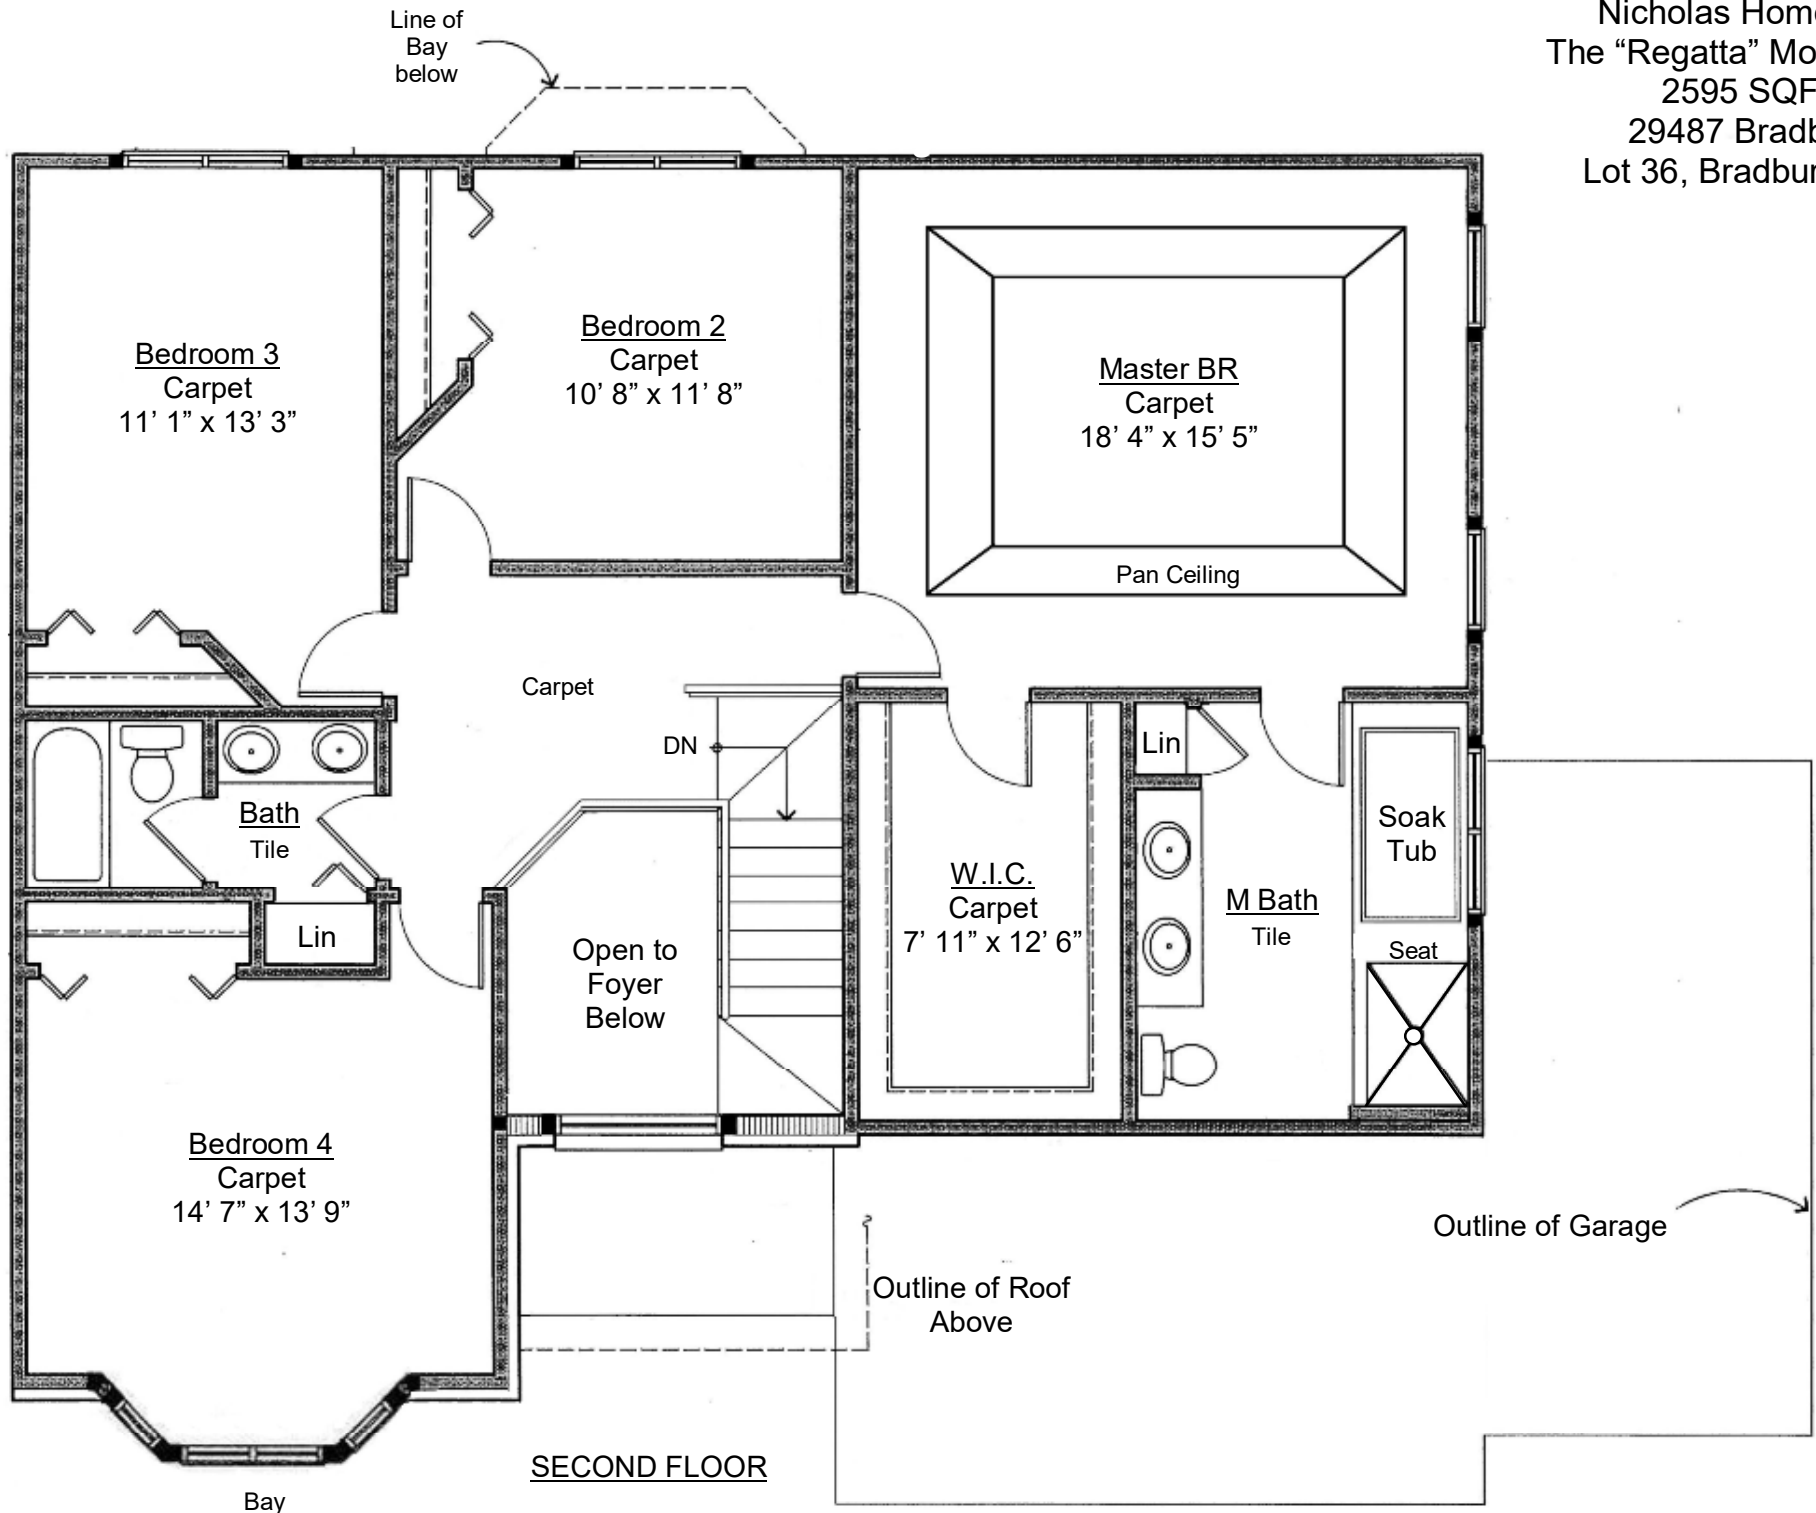 Line of
Bay
below
Nicholas Hom
The “Regatta” Mo
2595 SQF
29487 Bradb
Lot 36, Bradbur
Bedroom 3
Carpet
11’ 1” x 13’ 3”
Bedroom 2
Carpet
10’ 8” x 11’ 8”
Master BR
Carpet
18’ 4” x 15’ 5”
Pan Ceiling
Carpet
DN
Lin
Bath
Tile
Soak
Tub
W.I.C.
Carpet
7’ 11” x 12’ 6”
M Bath
Tile
Lin
Open to
Foyer
Below
Seat
Bedroom 4
Carpet
14’ 7” x 13’ 9”
Outline of Garage
Outline of Roof
Above
SECOND FLOOR
Bay